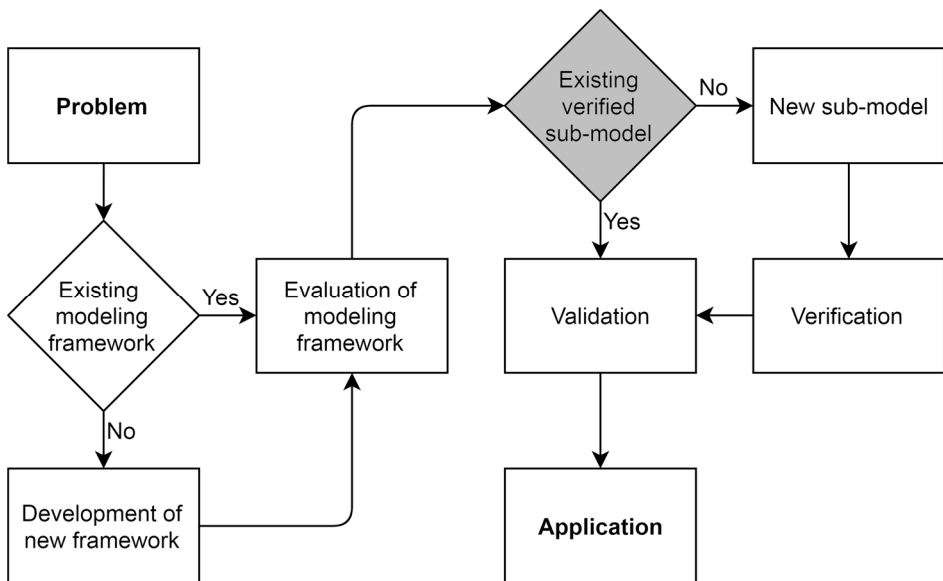 Problem
Existing
modeling
framework
Yes
No
Development of
new framework
Evaluation of
modeling
framework
Existing
verified
sub-model
No
Yes
New sub-model
Verification
Validation
Application